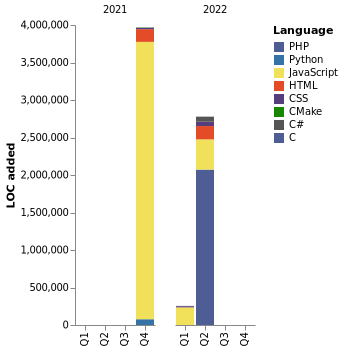 2021 2022
4,000,000
3,500,000
3,000,000
2,500,000
2,000,000
1,500,000
1,000,000
500,000
0
LOC added
Q1 Q2 Q3 Q4 Q1 Q2 Q3 Q4
Language
PHP
Python
JavaScript
HTML
CSS
CMake
C#
C